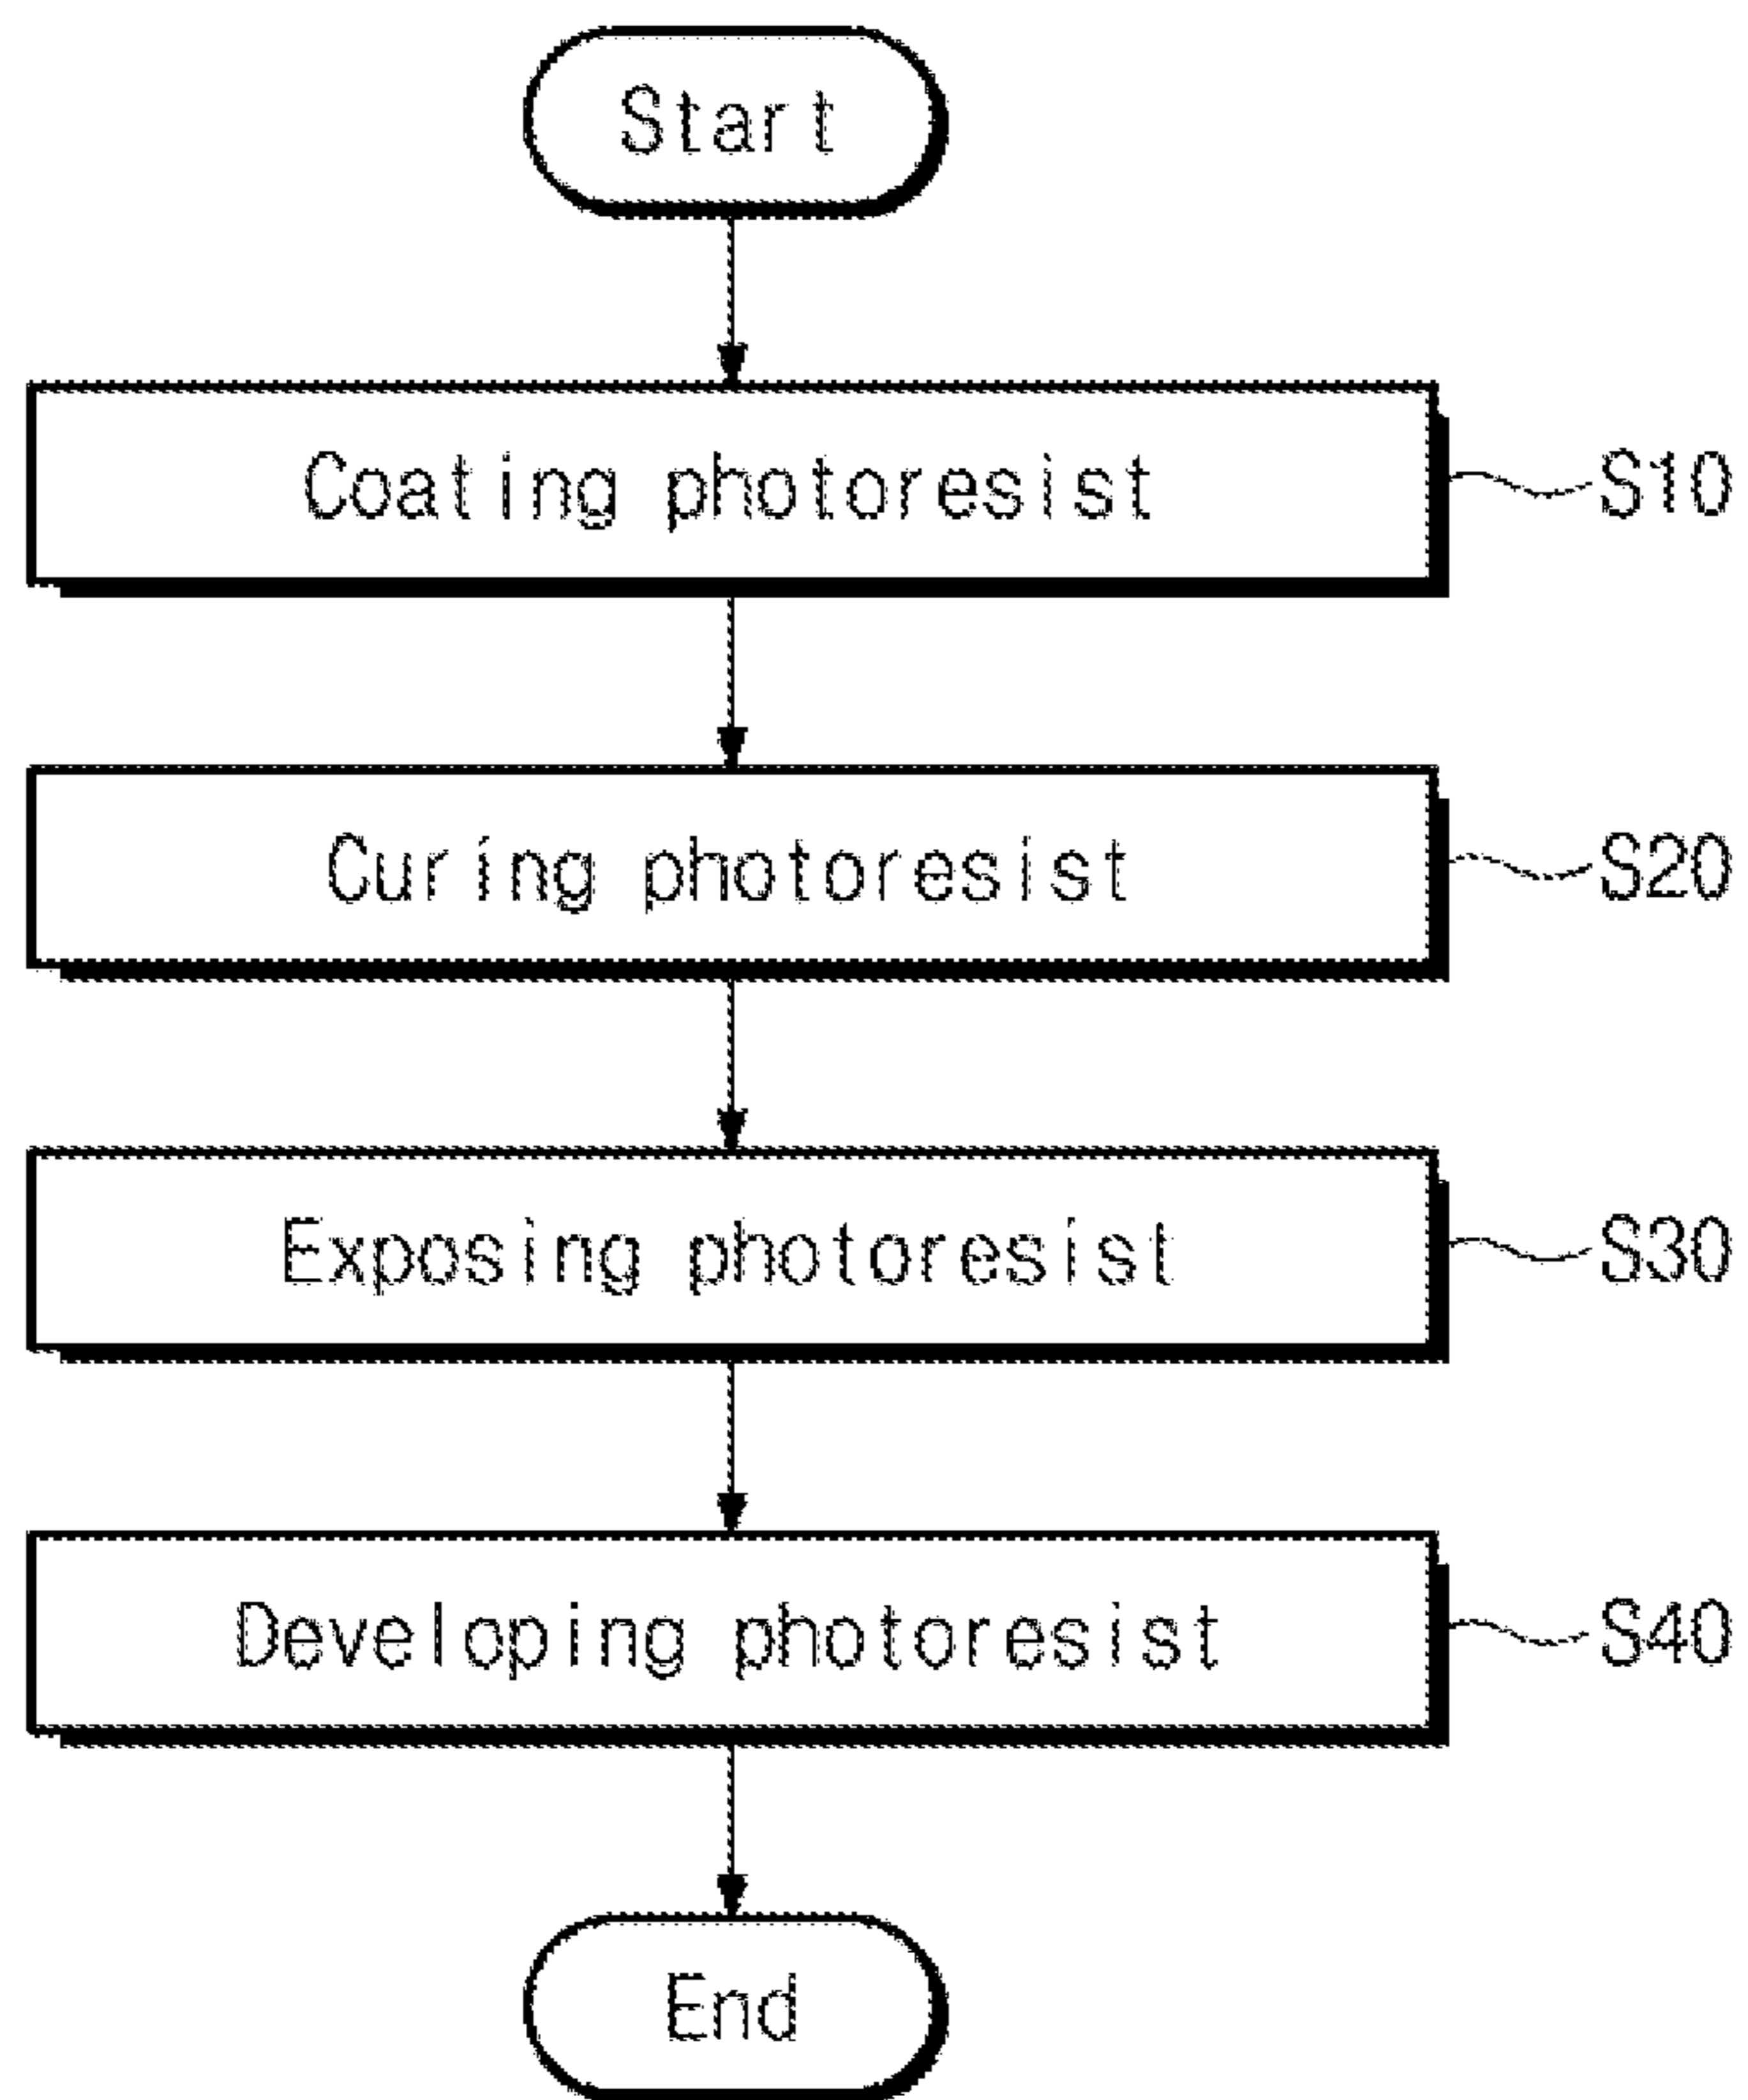 Start
Coating photoresist S10
Curing photoresist S20
Exposing photoresist S30
Developing photoresist S40
End